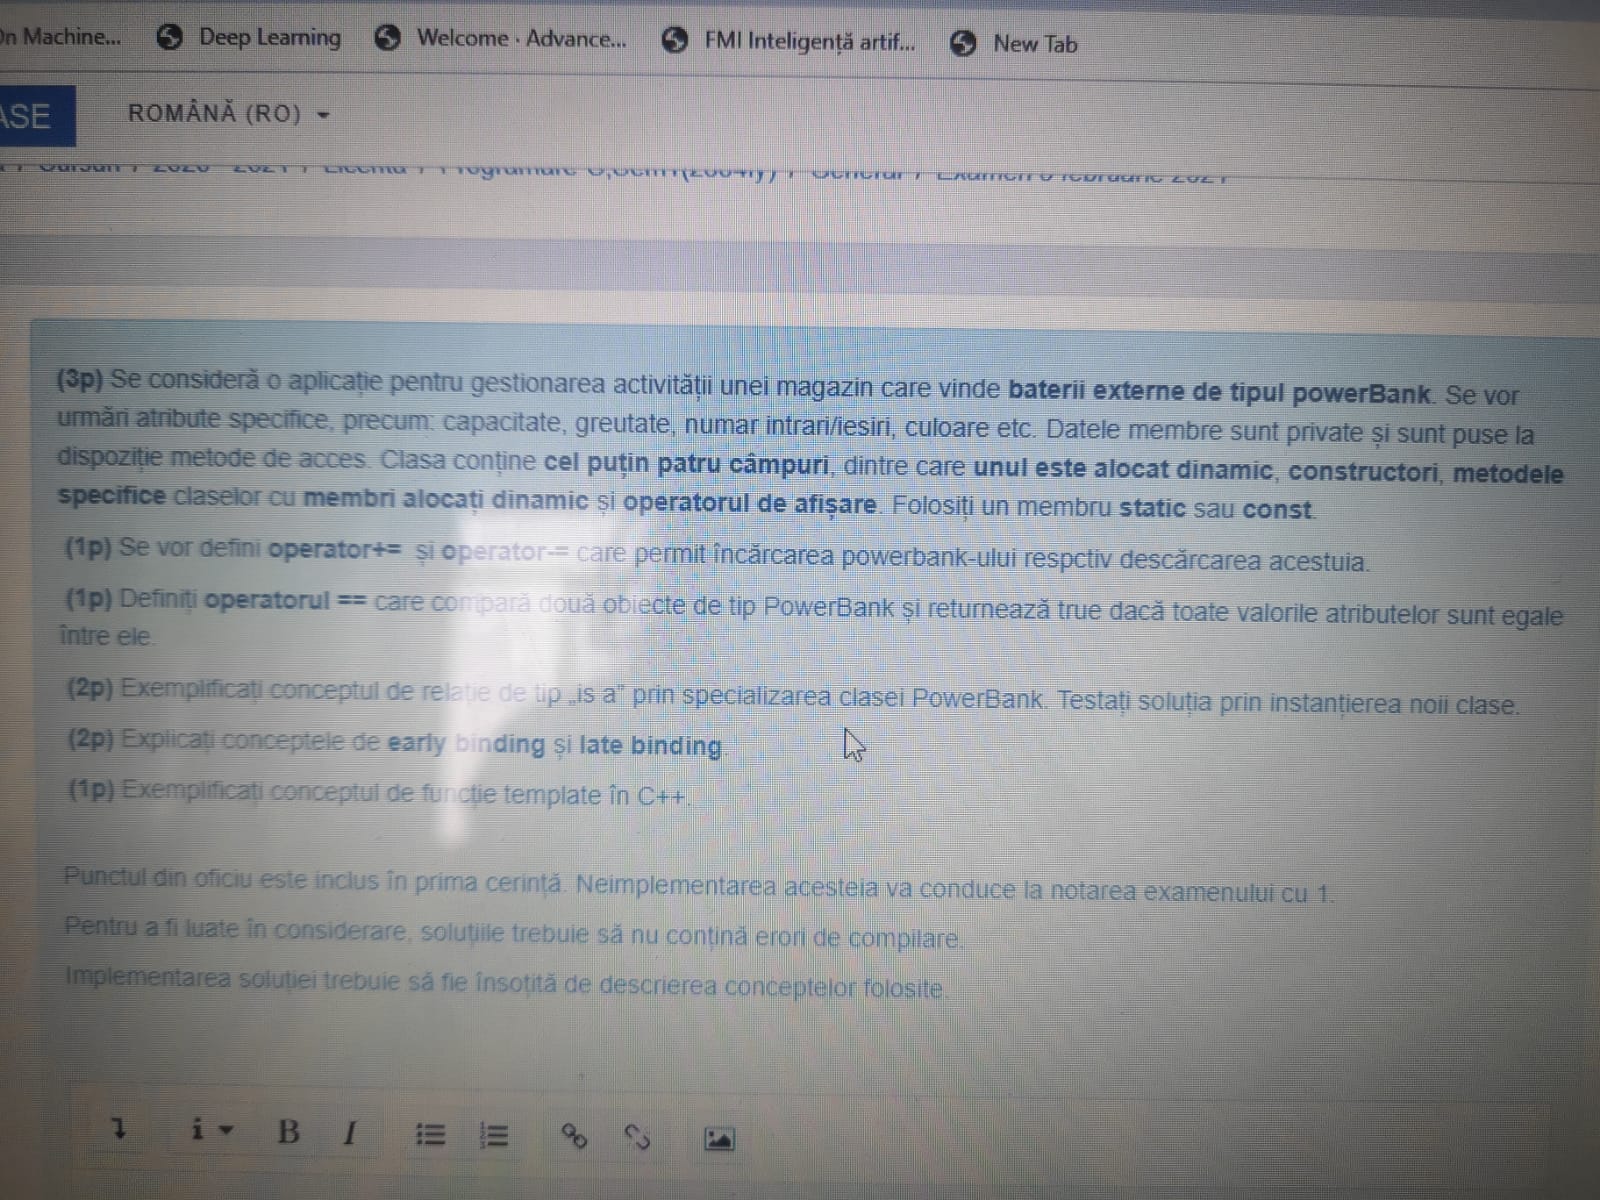 On Machine... Deep Learning Welcome · Advance... FMI Inteligență artif... New Tab
ASE ROMÂNĂ (RO)
(3p) Se consideră o aplicație pentru gestionarea activității unei magazin care vinde baterii externe de tipul powerBank. Se vor
urmări atribute specifice, precum: capacitate, greutate, numar intrari/iesiri, culoare etc. Datele membre sunt private și sunt puse la
dispoziție metode de acces. Clasa conține cel puțin patru câmpuri, dintre care unul este alocat dinamic, constructori, metodele
specifice claselor cu membri alocați dinamic și operatorul de afișare. Folosiți un membru static sau const.
(1p) Se vor defini operator+= și operator-= care permit încărcarea powerbank-ului respctiv descărcarea acestuia.
(1p) Definiți operatorul == care compară două obiecte de tip PowerBank și returnează true dacă toate valorile atributelor sunt egale
între ele.
(2p) Exemplificați conceptul de relație de tip „is a” prin specializarea clasei PowerBank. Testați soluția prin instanțierea noii clase.
(2p) Explicați conceptele de early binding și late binding.
(1p) Exemplificați conceptul de funcție template în C++.
Punctul din oficiu este inclus în prima cerință. Neimplementarea acesteia va conduce la notarea examenului cu 1.
Pentru a fi luate în considerare, soluțiile trebuie să nu conțină erori de compilare.
Implementarea soluției trebuie să fie însoțită de descrierea conceptelor folosite.
i B I